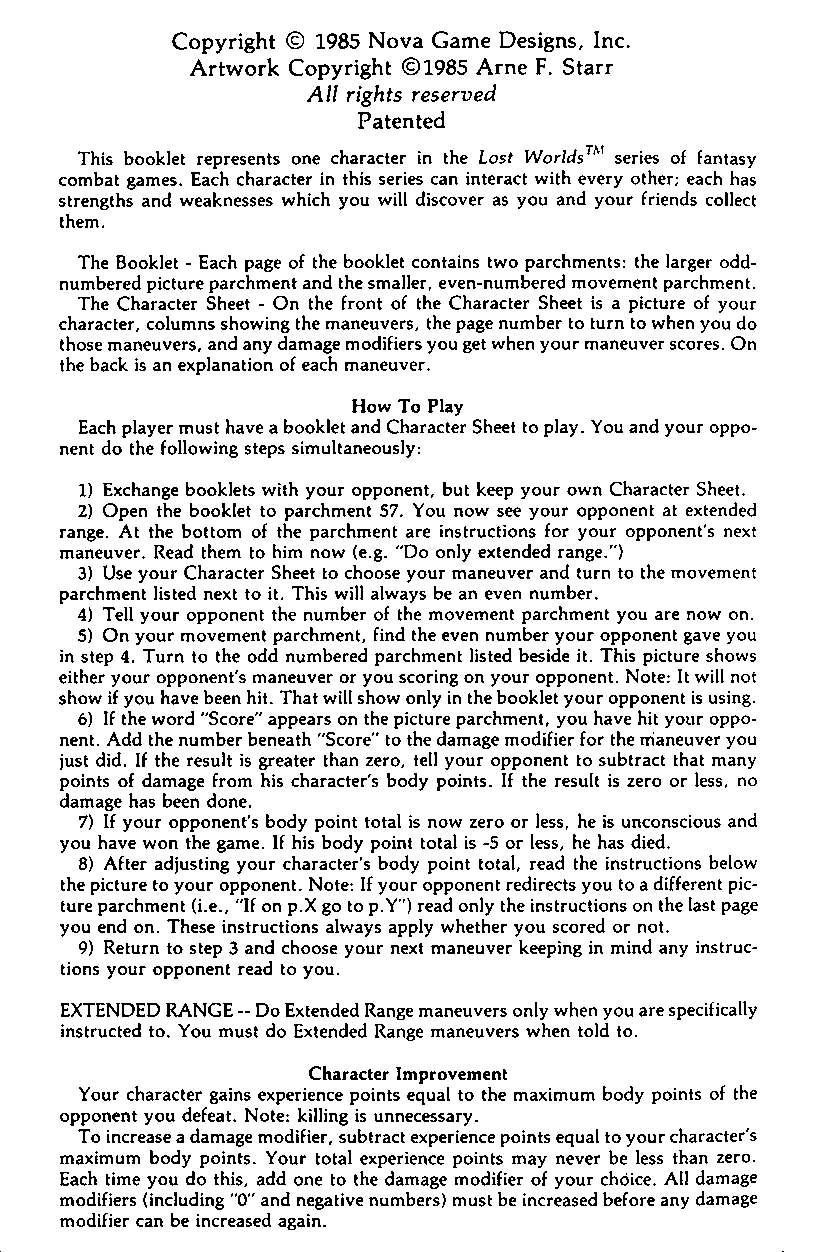 Copyright © 1985 Nova Game Designs, Inc.
Artwork Copyright ©1985 Arne F. Starr
All rights reserved
Patented
This booklet represents one character in the Lost Worlds™ series of fantasy
combat games. Each character in this series can interact with every other; each has
strengths and weaknesses which you will discover as you and your friends collect
them.
The Booklet - Each page of the booklet contains two parchments: the larger odd-
numbered picture parchment and the smaller, even-numbered movement parchment.
The Character Sheet - On the front of the Character Sheet is a picture of your
character, columns showing the maneuvers, the page number to turn to when you do
those maneuvers, and any damage modifiers you get when your maneuver scores. On
the back is an explanation of each maneuver.
How To Play
Each player must have a booklet and Character Sheet to play. You and your oppo-
nent do the following steps simultaneously:
1) Exchange booklets with your opponent, but keep your own Character Sheet.
2) Open the booklet to parchment 57. You now see your opponent at extended
range. At the bottom of the parchment are instructions for your opponent's next
maneuver. Read them to him now (e.g. "Do only extended range.")
3) Use your Character Sheet to choose your maneuver and turn to the movement
parchment listed next to it. This will always be an even number.
4) Tell your opponent the number of the movement parchment you are now on.
5) On your movement parchment, find the even number your opponent gave you
in step 4. Turn to the odd numbered parchment listed beside it. This picture shows
either your opponent's maneuver or you scoring on your opponent. Note: It will not
show if you have been hit. That will show only in the booklet your opponent is using.
6) If the word "Score" appears on the picture parchment, you have hit your oppo-
nent. Add the number beneath "Score" to the damage modifier for the maneuver you
just did. If the result is greater than zero, tell your opponent to subtract that many
points of damage from his character's body points. If the result is zero or less, no
damage has been done.
7) If your opponent's body point total is now zero or less, he is unconscious and
you have won the game. If his body point total is -5 or less, he has died.
8) After adjusting your character's body point total, read the instructions below
the picture to your opponent. Note: If your opponent redirects you to a different pic-
ture parchment (i.e., "If on p.X go to p.Y") read only the instructions on the last page
you end on. These instructions always apply whether you scored or not.
9) Return to step 3 and choose your next maneuver keeping in mind any instruc-
tions your opponent read to you.
EXTENDED RANGE -- Do Extended Range maneuvers only when you are specifically
instructed to. You must do Extended Range maneuvers when told to.
Character Improvement
Your character gains experience points equal to the maximum body points of the
opponent you defeat. Note: killing is unnecessary.
To increase a damage modifier, subtract experience points equal to your character's
maximum body points. Your total experience points may never be less than zero.
Each time you do this, add one to the damage modifier of your choice. All damage
modifiers (including "0" and negative numbers) must be increased before any damage
modifier can be increased again.